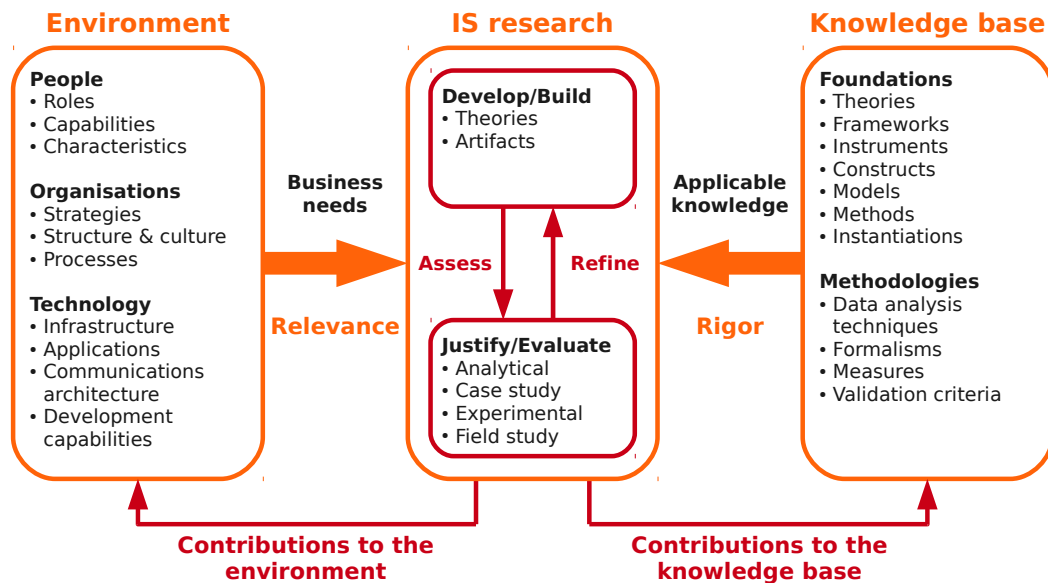 Environment
IS research
Knowledge base
People
• Roles
• Capabilities
• Characteristics
Organisations
• Strategies
• Structure & culture
• Processes
Technology
• Infrastructure
• Applications
• Communications
architecture
• Development
capabilities
Business
needs
Relevance
Develop/Build
• Theories
• Artifacts
Assess
Refine
Justify/Evaluate
• Analytical
• Case study
• Experimental
• Field study
Applicable
knowledge
Rigor
Foundations
• Theories
• Frameworks
• Instruments
• Constructs
• Models
• Methods
• Instantiations
Methodologies
• Data analysis
techniques
• Formalisms
• Measures
• Validation criteria
Contributions to the
environment
Contributions to the
knowledge base